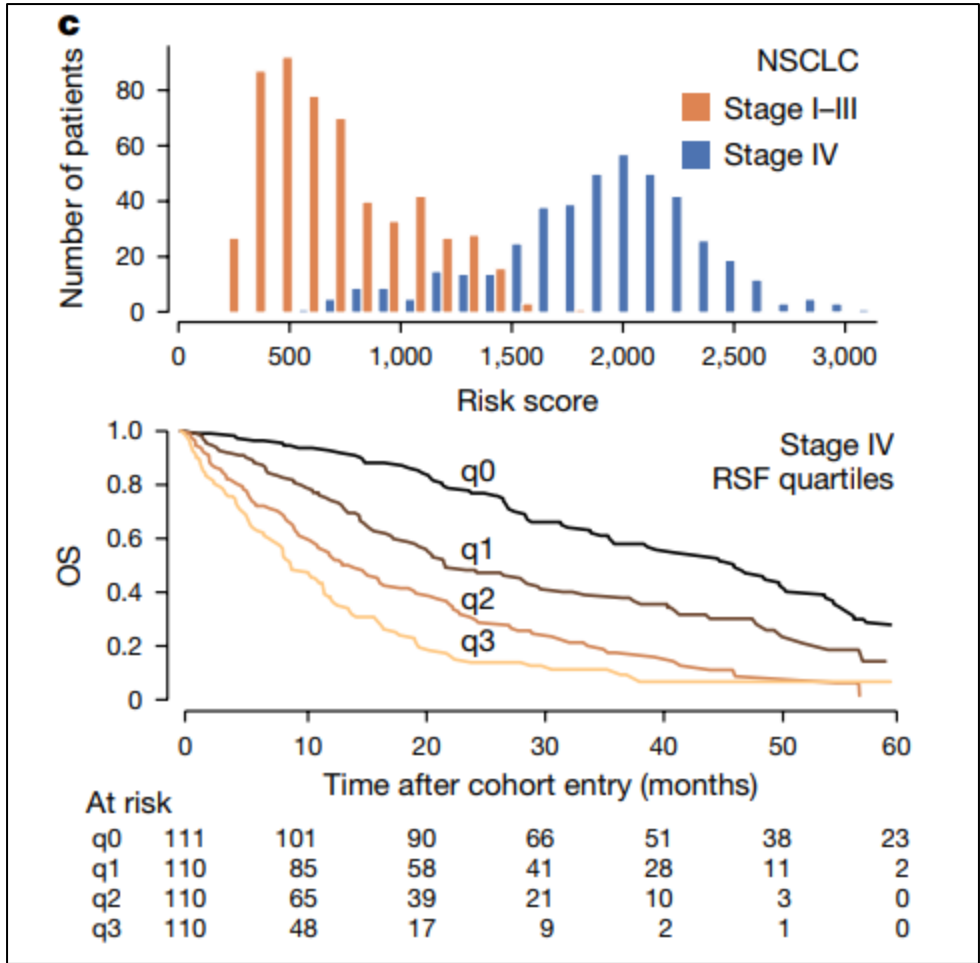 c
NSCLC
Stage I–III
Stage IV
Number of patients
80
60
40
20
0
0 500 1,000 1,500 2,000 2,500 3,000
Risk score
Stage IV
RSF quartiles
OS
1.0
0.8
0.6
0.4
0.2
0
q0
q1
q2
q3
0 10 20 30 40 50 60
Time after cohort entry (months)
At risk
q0 111 101 90 66 51 38 23
q1 110 85 58 41 28 11 2
q2 110 65 39 21 10 3 0
q3 110 48 17 9 2 1 0